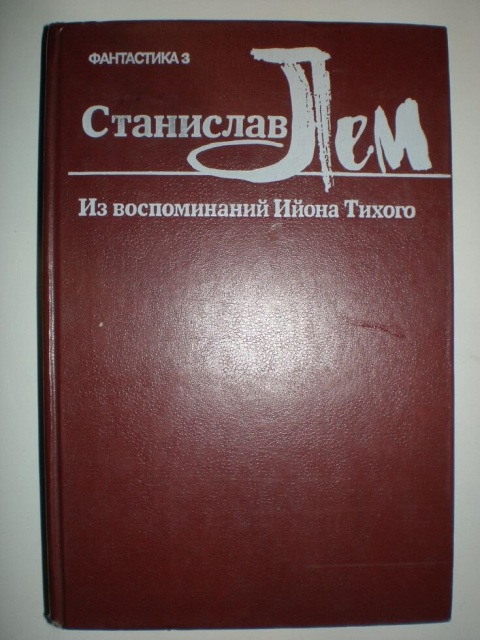 ФАНТАСТИКА 3
Станислав Лем
Из воспоминаний Ийона Тихого